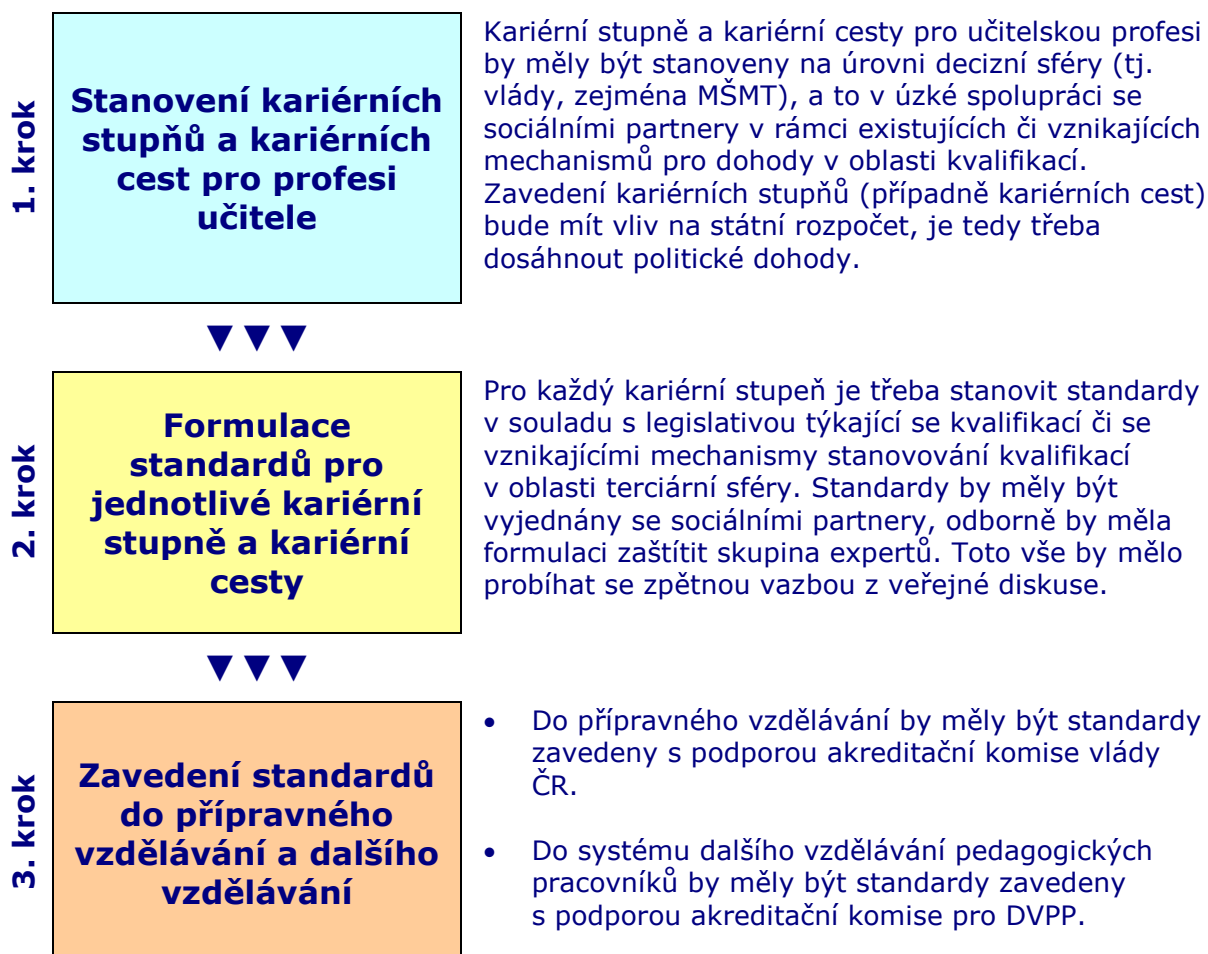 1. krok
Stanovení kariérních
stupňů a kariérních
cest pro profesi
učitele
Kariérní stupně a kariérní cesty pro učitelskou profesi
by měly být stanoveny na úrovni decizní sféry (tj.
vlády, zejména MŠMT), a to v úzké spolupráci se
sociálními partnery v rámci existujících či vznikajících
mechanismů pro dohody v oblasti kvalifikací.
Zavedení kariérních stupňů (případně kariérních cest)
bude mít vliv na státní rozpočet, je tedy třeba
dosáhnout politické dohody.
2. krok
Formulace
standardů pro
jednotlivé kariérní
stupně a kariérní
cesty
Pro každý kariérní stupeň je třeba stanovit standardy
v souladu s legislativou týkající se kvalifikací či se
vznikajícími mechanismy stanovování kvalifikací
v oblasti terciární sféry. Standardy by měly být
vyjednány se sociálními partnery, odborně by měla
formulaci zaštítit skupina expertů. Toto vše by mělo
probíhat se zpětnou vazbou z veřejné diskuse.
3. krok
Zavedení standardů
do přípravného
vzdělávání a dalšího
vzdělávání
• Do přípravného vzdělávání by měly být standardy
zavedeny s podporou akreditační komise vlády
ČR.
• Do systému dalšího vzdělávání pedagogických
pracovníků by měly být standardy zavedeny
s podporou akreditační komise pro DVPP.